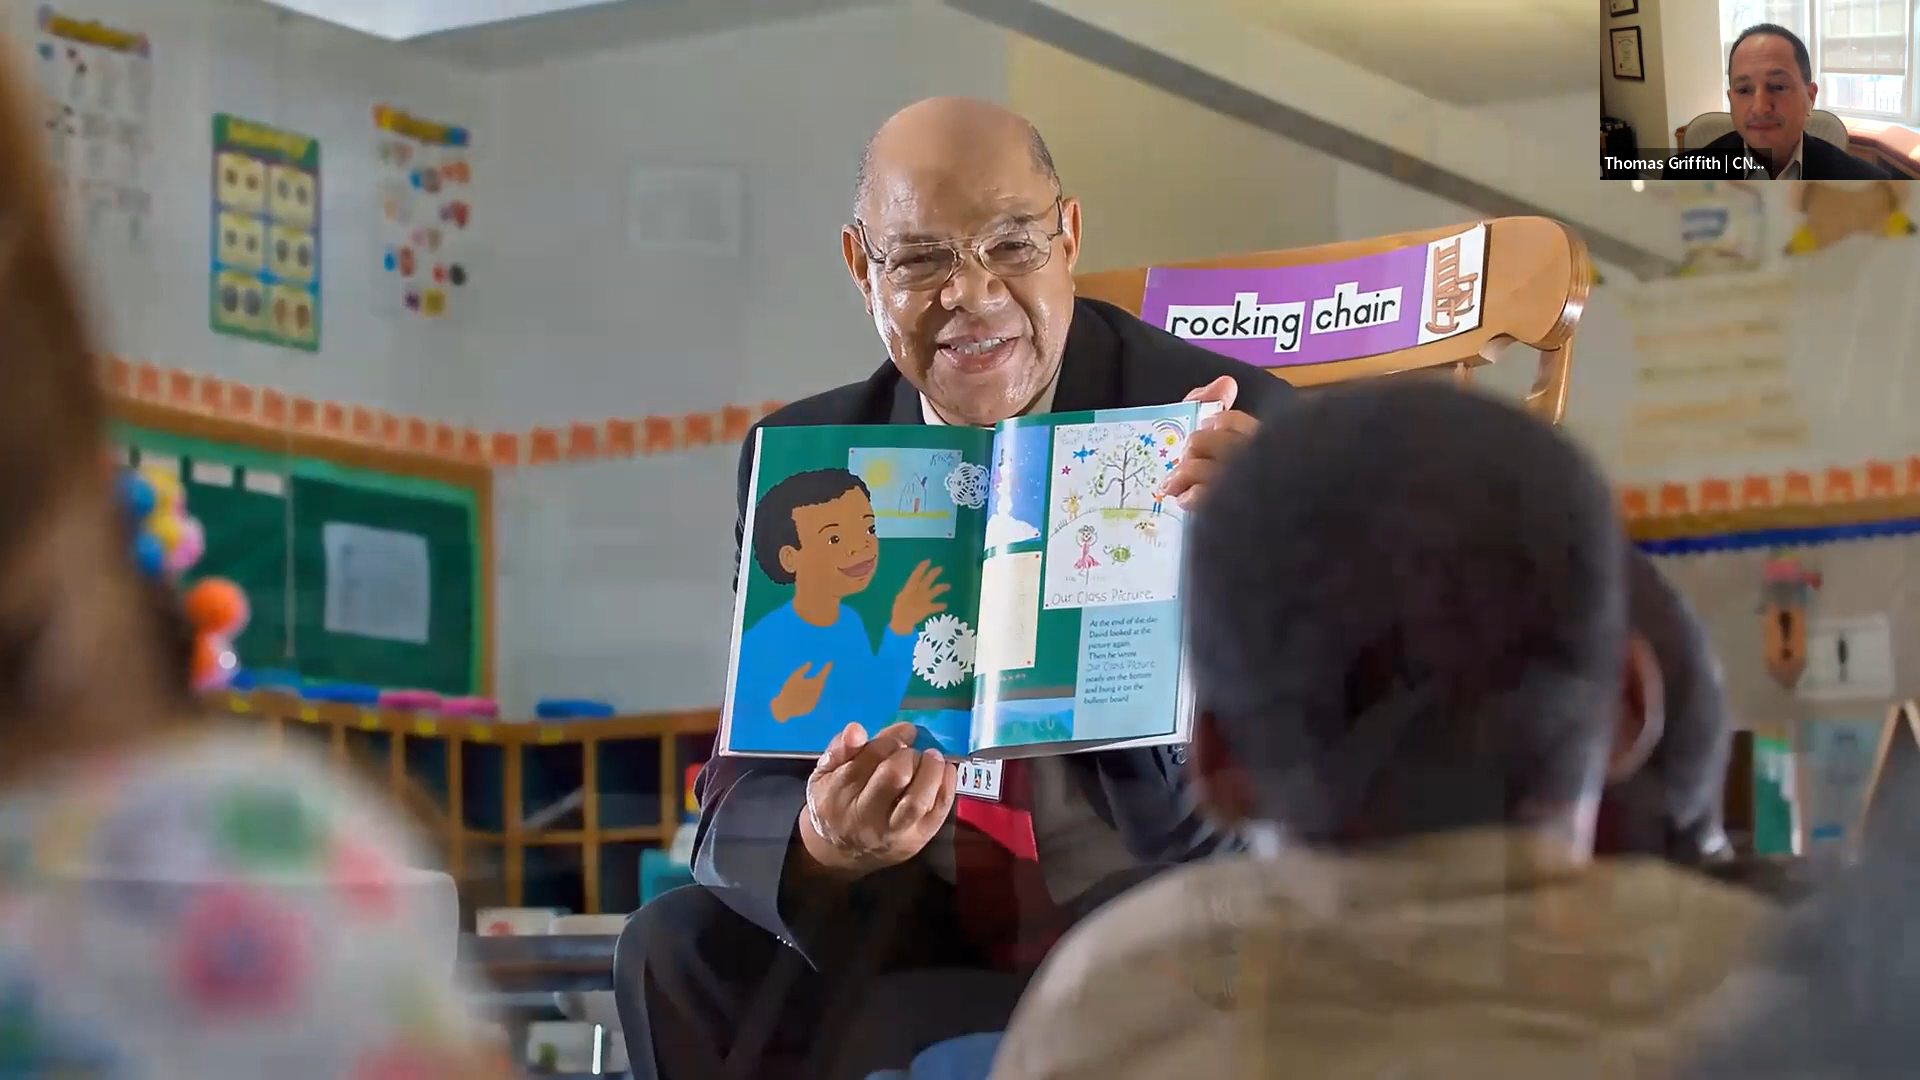 Thomas Griffith | CN...
rocking chair
Our Class Picture
At the end of the day
David looked at the
picture again.
Then he wrote
Our Class Picture
neatly on the bottom
and hung it on the
bulletin board